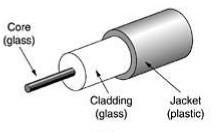 Core
(glass)
Cladding
(glass)
Jacket
(plastic)